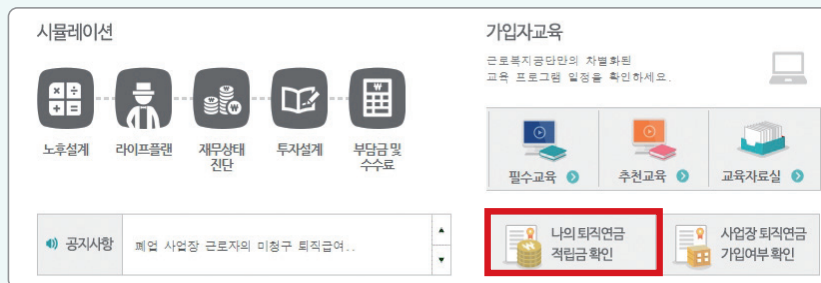 시뮬레이션
노후설계
라이프플랜
재무상태
진단
투자설계
부담금 및
수수료
공지사항
폐업 사업장 근로자의 미청구 퇴직급여..
가입자교육
근로복지공단만의 차별화된
교육 프로그램 일정을 확인하세요.
필수교육
추천교육
교육자료실
나의 퇴직연금
적립금 확인
사업장 퇴직연금
가입여부 확인